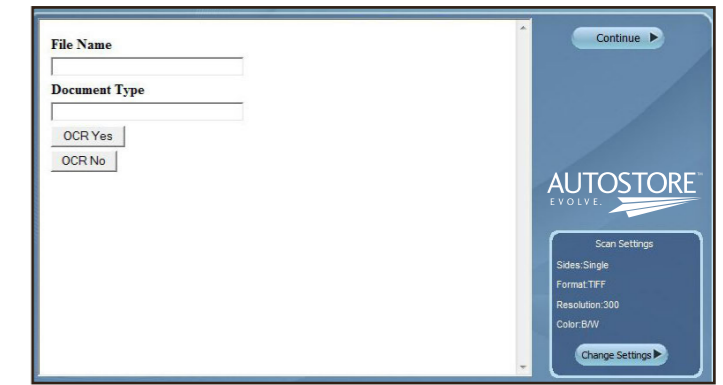 File Name
Document Type
OCR Yes
OCR No
Continue
AUTOSTORE™
EVOLVE.
Scan Settings
Sides:Single
Format:TIFF
Resolution:300
Color:B/W
Change Settings